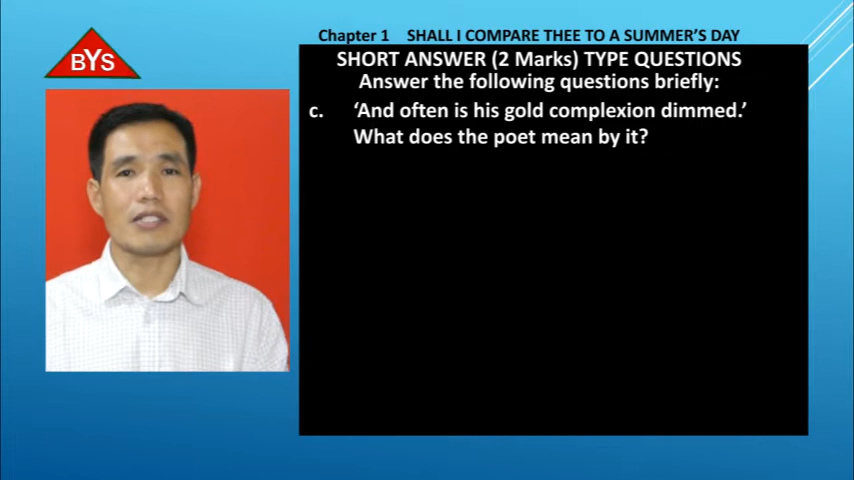 BYS
Chapter 1 SHALL I COMPARE THEE TO A SUMMER'S DAY
SHORT ANSWER (2 Marks) TYPE QUESTIONS
Answer the following questions briefly:
c. ‘And often is his gold complexion dimmed.’
What does the poet mean by it?